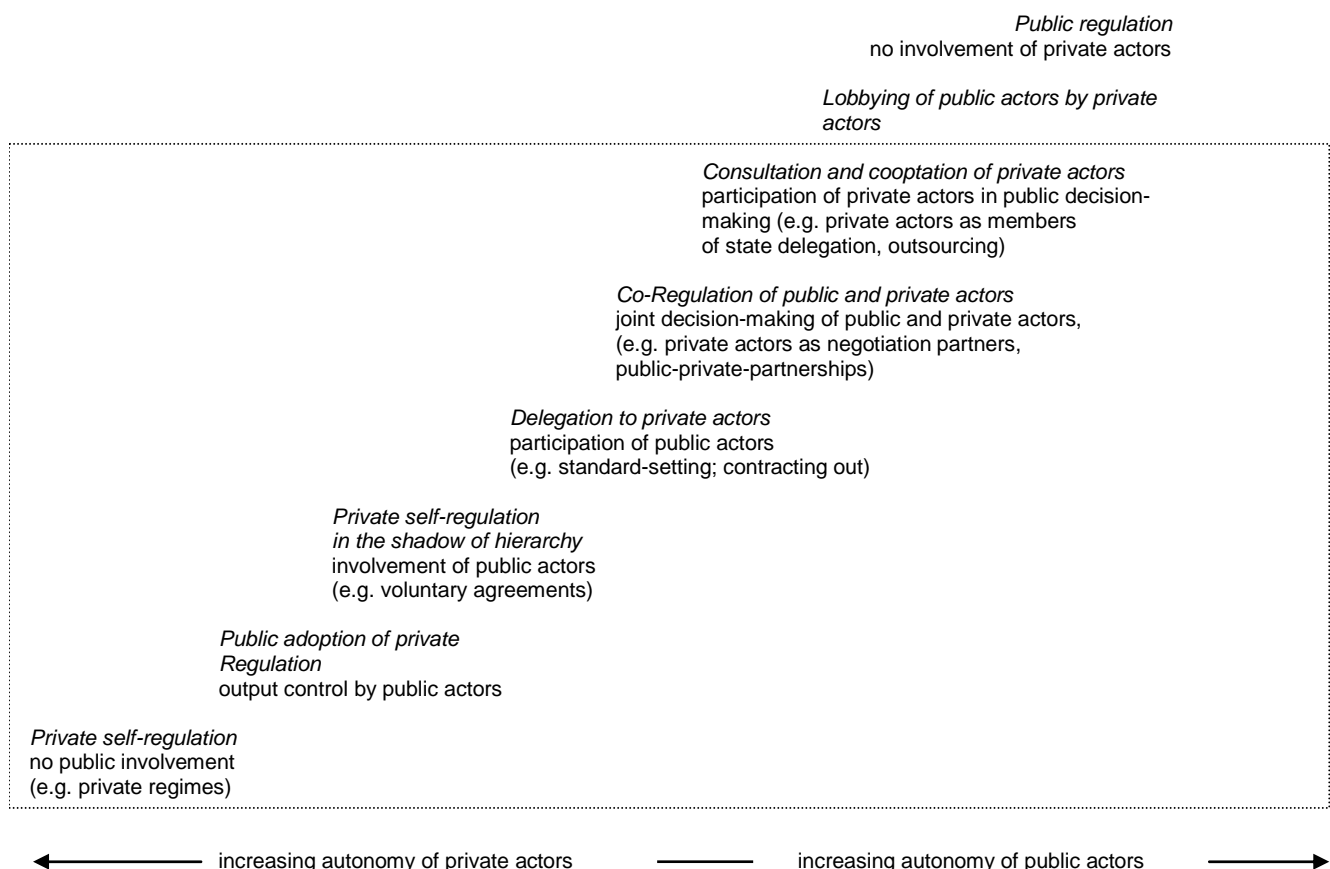 Public regulation
no involvement of private actors
Lobbying of public actors by private
actors
Consultation and cooptation of private actors
participation of private actors in public decision-
making (e.g. private actors as members
of state delegation, outsourcing)
Co-Regulation of public and private actors
joint decision-making of public and private actors,
(e.g. private actors as negotiation partners,
public-private-partnerships)
Delegation to private actors
participation of public actors
(e.g. standard-setting; contracting out)
Private self-regulation
in the shadow of hierarchy
involvement of public actors
(e.g. voluntary agreements)
Public adoption of private
Regulation
output control by public actors
Private self-regulation
no public involvement
(e.g. private regimes)
increasing autonomy of private actors increasing autonomy of public actors